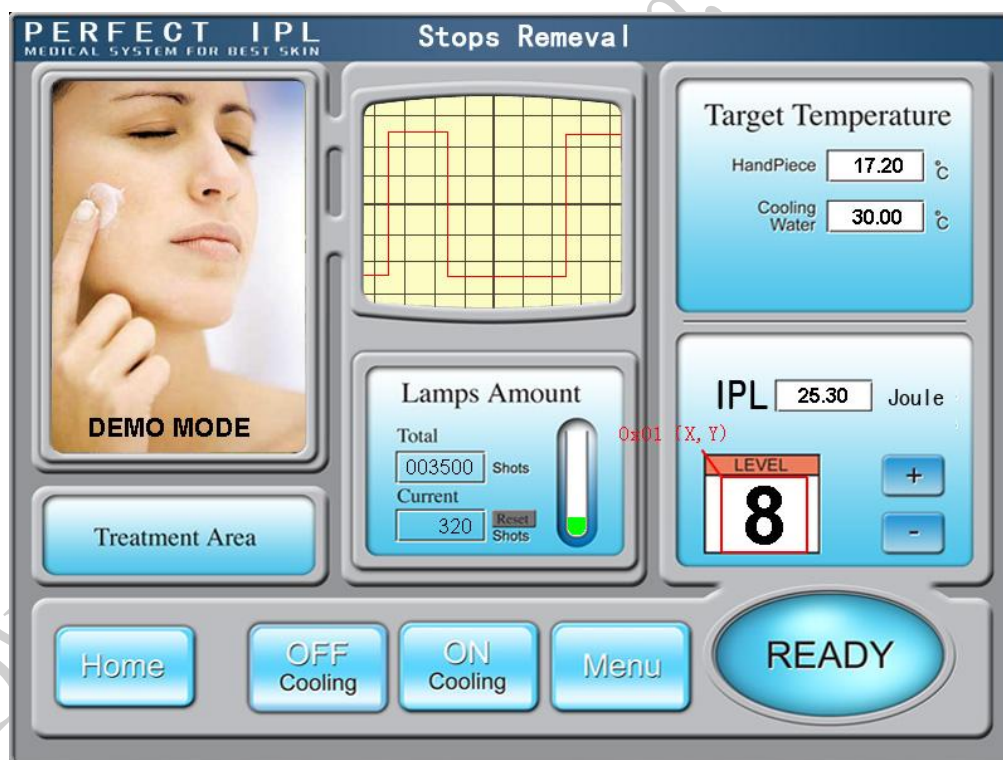 PERFECT IPL
MEDICAL SYSTEM FOR BEST SKIN
Stops Remeval
DEMO MODE
Treatment Area
Lamps Amount
Total
003500 Shots
Current
320 Reset
Shots
Target Temperature
HandPiece 17.20 °C
Cooling
Water 30.00 °C
IPL 25.30 Joule
0x01 (X, Y)
LEVEL
8
+
-
Home
OFF
Cooling
ON
Cooling
Menu
READY